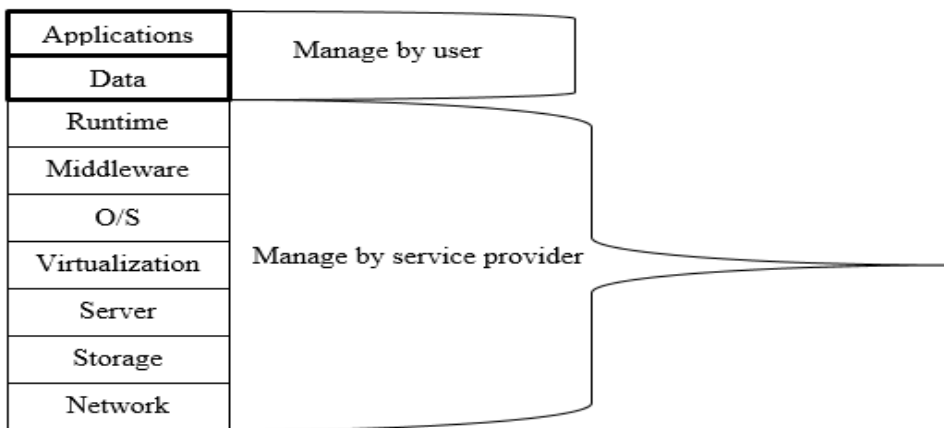 Applications
Manage by user
Data
Runtime
Middleware
O/S
Virtualization
Manage by service provider
Server
Storage
Network